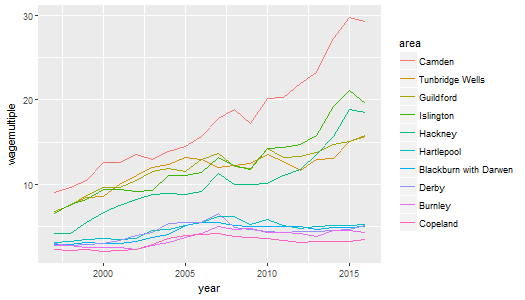 30
20
10
wagemultiple
2000
2005
2010
2015
year
area
Camden
Tunbridge Wells
Guildford
Islington
Hackney
Hartlepool
Blackburn with Darwen
Derby
Burnley
Copeland